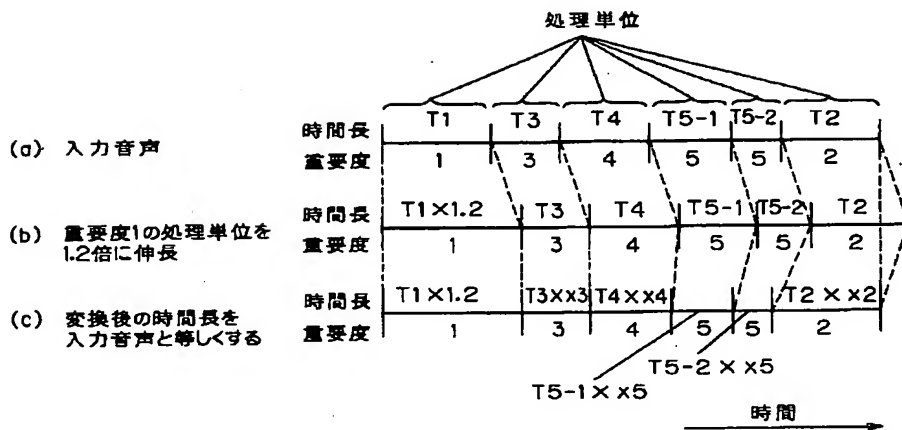 処理単位
T1 T3 T4 T5-1 T5-2 T2
(a) 入力音声 時間長
重要度 1 3 4 5 5 2
時間長 T1×1.2 T3 T4 T5-1 T5-2 T2
(b) 重要度1の処理単位を
1.2倍に伸長
重要度 1 3 4 5 5 2
時間長 T1×1.2 T3××3 T4××4 T2××2
(c) 変換後の時間長を
入力音声と等しくする
重要度 1 3 4 5 5 2
T5-2××5
T5-1××5
時間